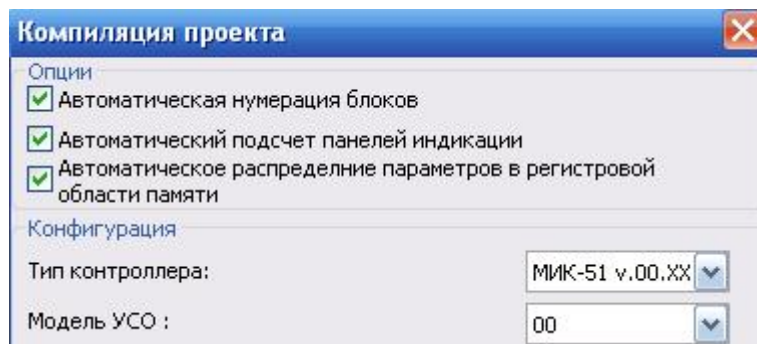 Компиляция проекта
Опции
Автоматическая нумерация блоков
Автоматический подсчет панелей индикации
Автоматическое распределние параметров в регистровой
области памяти
Конфигурация
Тип контроллера: МИК-51 v.00.XX
Модель УСО : 00